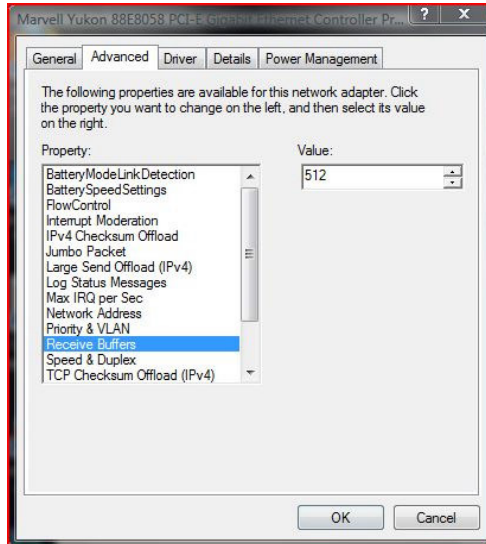 Marvell Yukon 88E8058 PCI-E Gigabit Ethernet Controller Pr...
General Advanced Driver Details Power Management
The following properties are available for this network adapter. Click
the property you want to change on the left, and then select its value
on the right.
Property:
Value:
BatteryModeLinkDetection
512
BatterySpeedSettings
FlowControl
Interrupt Moderation
IPv4 Checksum Offload
Jumbo Packet
Large Send Offload (IPv4)
Log Status Messages
Max IRQ per Sec
Network Address
Priority & VLAN
Receive Buffers
Speed & Duplex
TCP Checksum Offload (IPv4)
OK Cancel